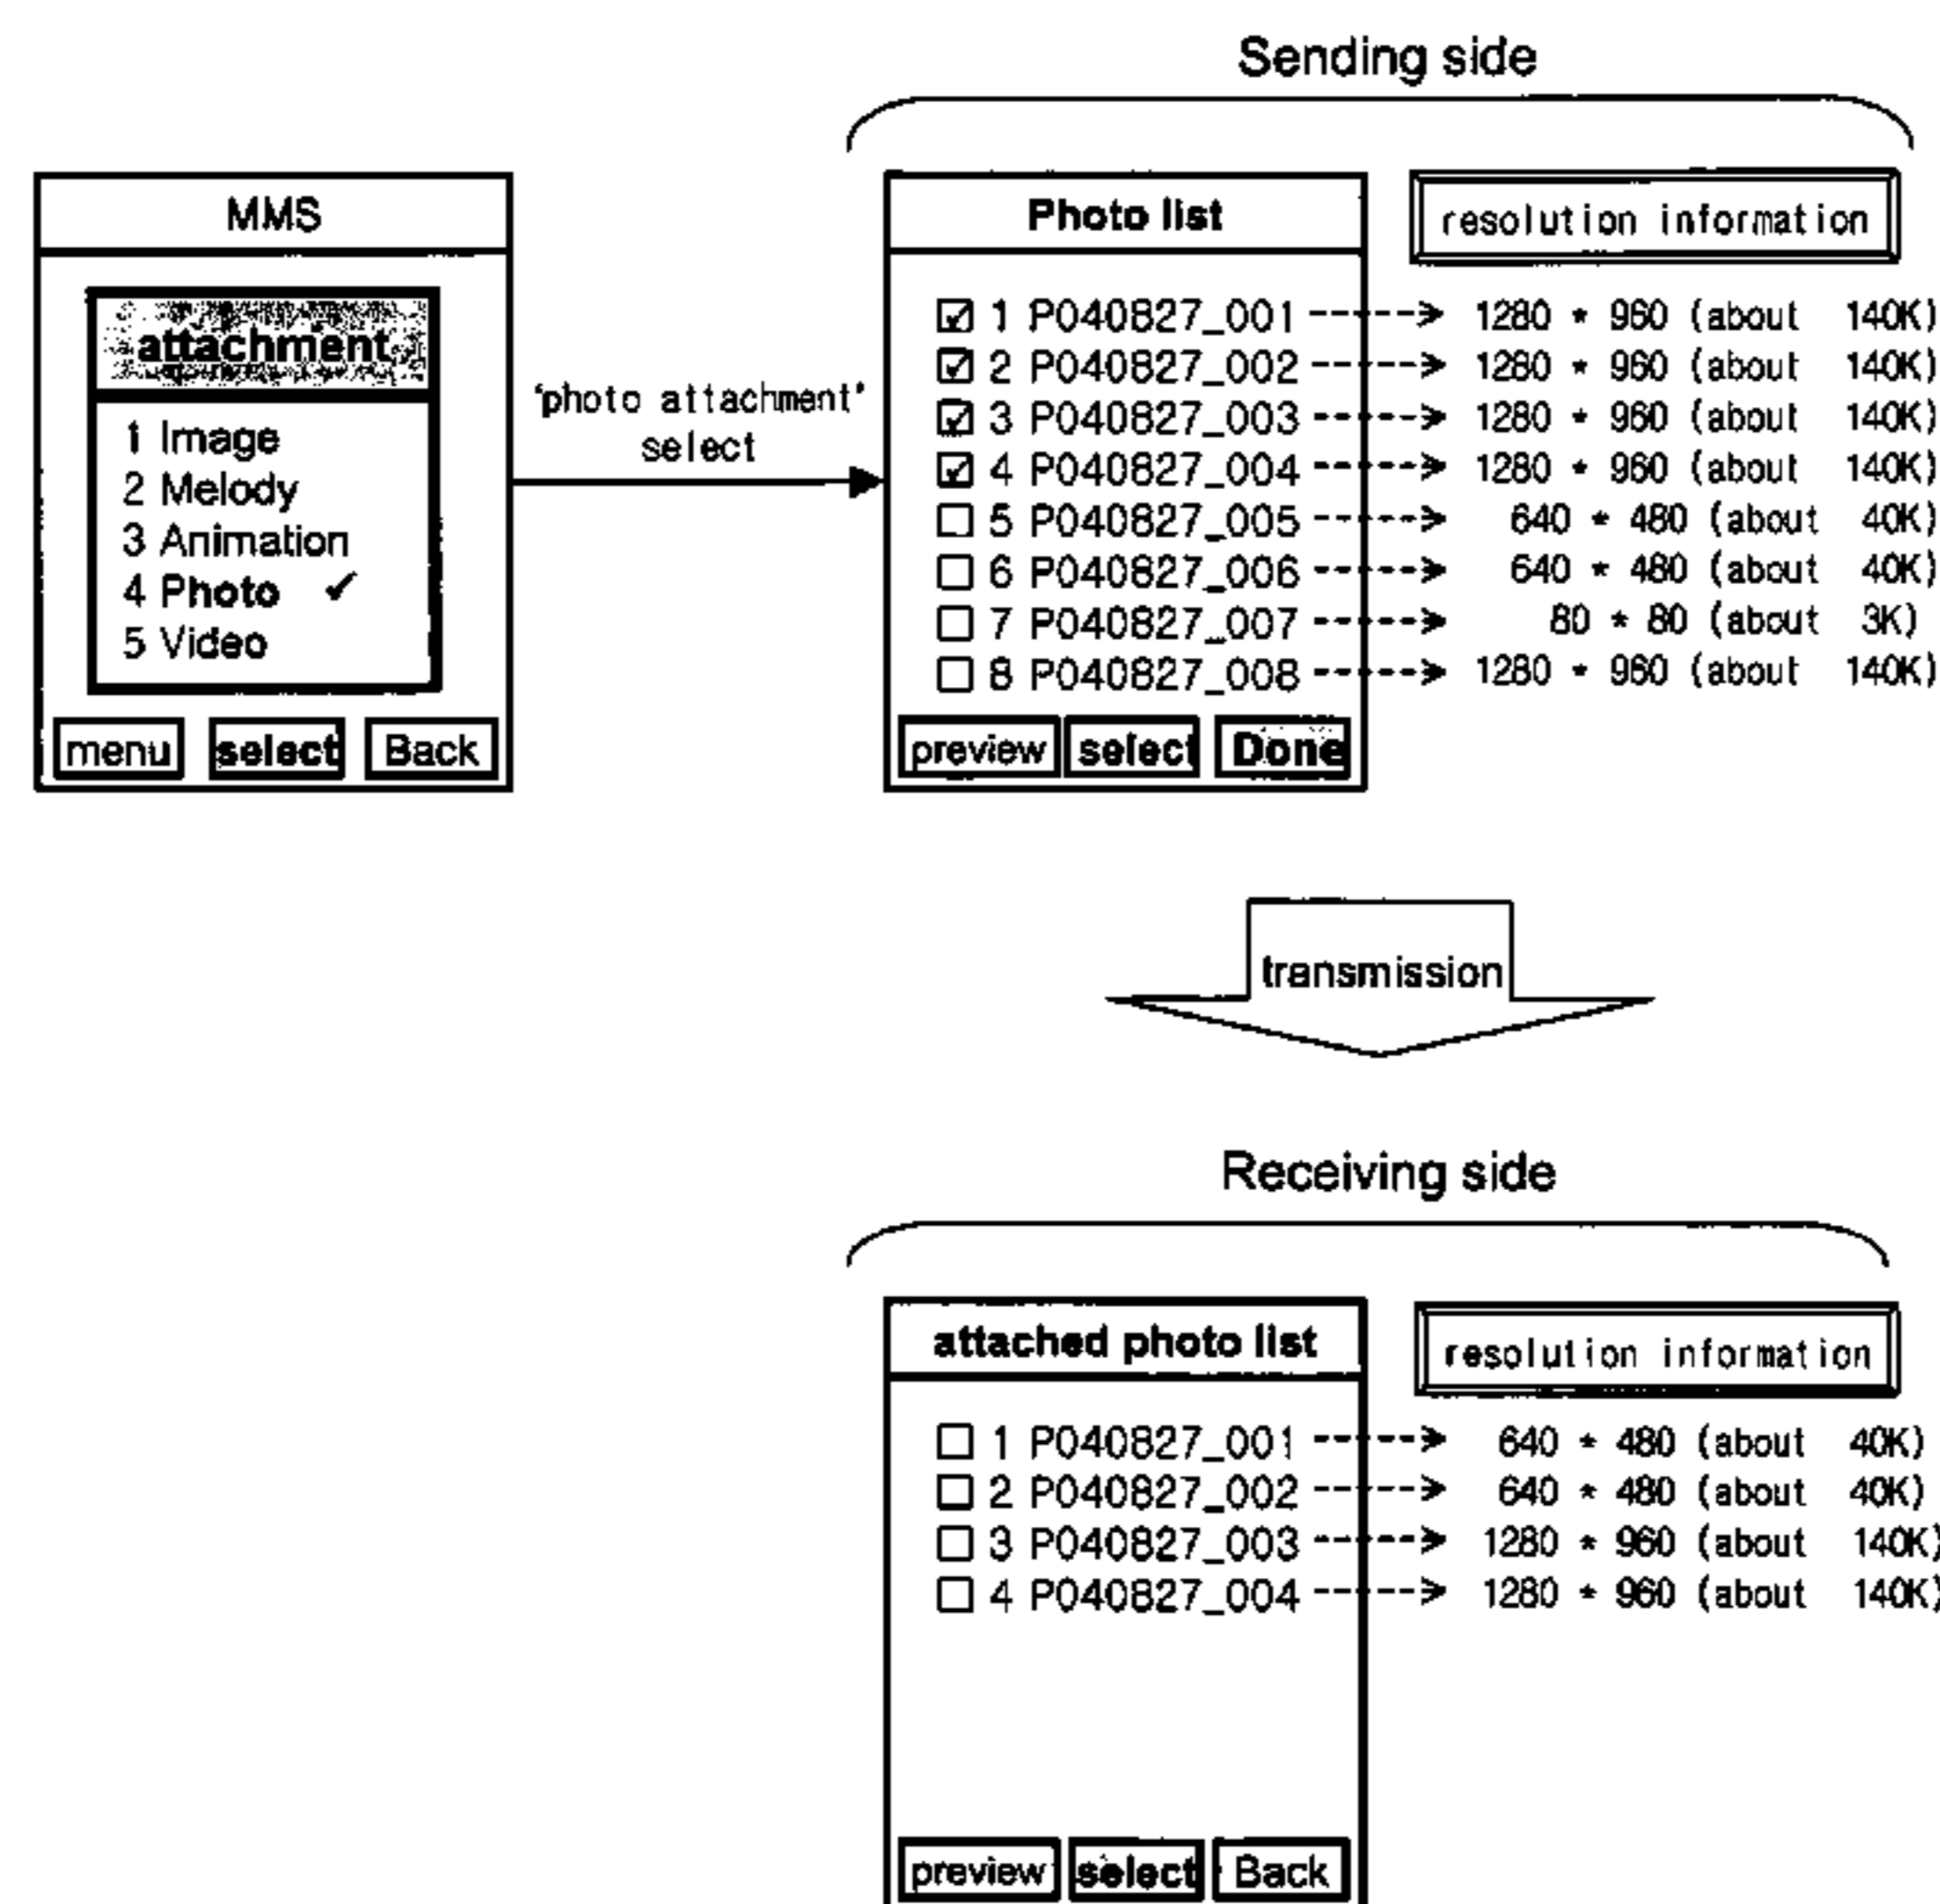 Sending side
MMS
attachment
1 Image
2 Melody
3 Animation
4 Photo ✓
5 Video
menu select Back
'photo attachment'
select
Photo list
resolution information
☑ 1 P040827_001 1280 * 960 (about 140K)
☑ 2 P040827_002 1280 * 960 (about 140K)
☑ 3 P040827_003 1280 * 960 (about 140K)
☑ 4 P040827_004 1280 * 960 (about 140K)
☐ 5 P040827_005 640 * 480 (about 40K)
☐ 6 P040827_006 640 * 480 (about 40K)
☐ 7 P040827_007 80 * 80 (about 3K)
☐ 8 P040827_008 1280 * 960 (about 140K)
preview select Done
transmission
Receiving side
attached photo list
resolution information
☐ 1 P040827_001 640 * 480 (about 40K)
☐ 2 P040827_002 640 * 480 (about 40K)
☐ 3 P040827_003 1280 * 960 (about 140K)
☐ 4 P040827_004 1280 * 960 (about 140K)
preview select Back